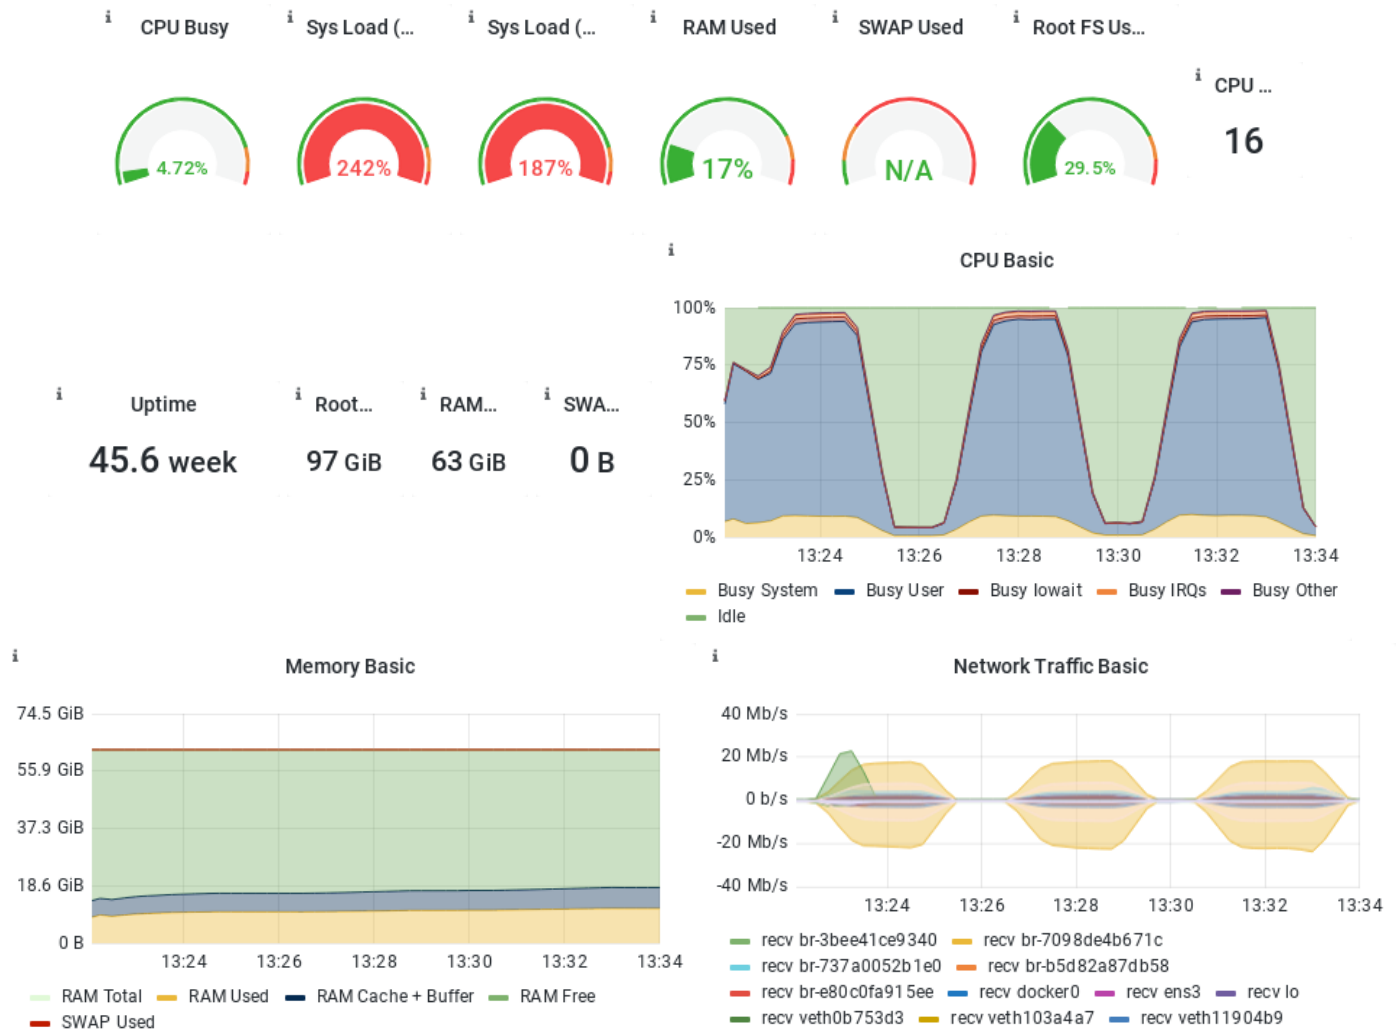 CPU Busy
Sys Load (...
Sys Load (...
RAM Used
SWAP Used
Root FS Us...
CPU ...
4.72%
242%
187%
17%
N/A
29.5%
16
Uptime
Root...
RAM...
SWA...
45.6 week
97 GiB
63 GiB
0 B
CPU Basic
100%
75%
50%
25%
0%
13:24 13:26 13:28 13:30 13:32 13:34
Busy System Busy User Busy Iowait Busy IRQs Busy Other
Idle
Memory Basic
74.5 GiB
55.9 GiB
37.3 GiB
18.6 GiB
0 B
13:24 13:26 13:28 13:30 13:32 13:34
RAM Total RAM Used RAM Cache + Buffer RAM Free
SWAP Used
Network Traffic Basic
40 Mb/s
20 Mb/s
0 b/s
-20 Mb/s
-40 Mb/s
13:24 13:26 13:28 13:30 13:32 13:34
recv br-3bee41ce9340 recv br-7098de4b671c
recv br-737a0052b1e0 recv br-b5d82a87db58
recv br-e80c0fa915ee recv docker0 recv ens3 recv lo
recv veth0b753d3 recv veth103a4a7 recv veth11904b9